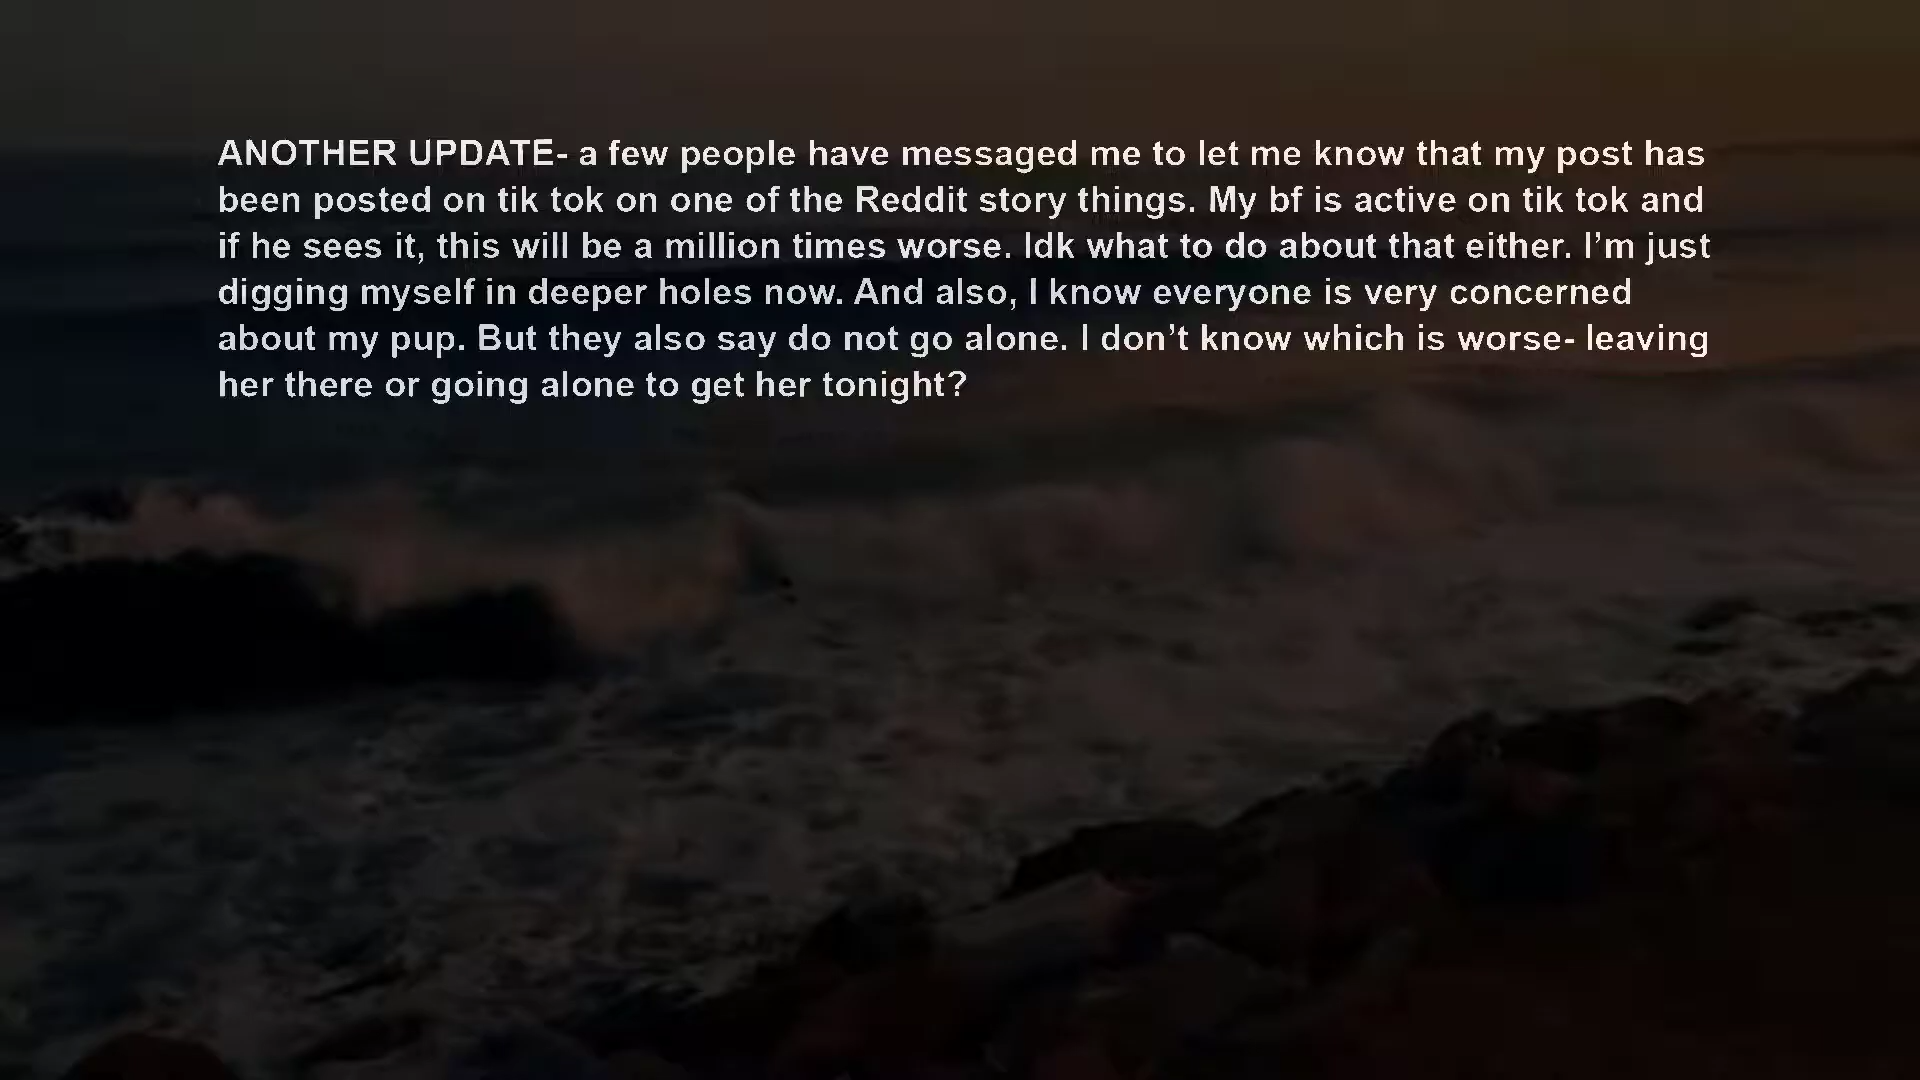 ANOTHER UPDATE- a few people have messaged me to let me know that my post has
been posted on tik tok on one of the Reddit story things. My bf is active on tik tok and
if he sees it, this will be a million times worse. Idk what to do about that either. I’m just
digging myself in deeper holes now. And also, I know everyone is very concerned
about my pup. But they also say do not go alone. I don’t know which is worse- leaving
her there or going alone to get her tonight?